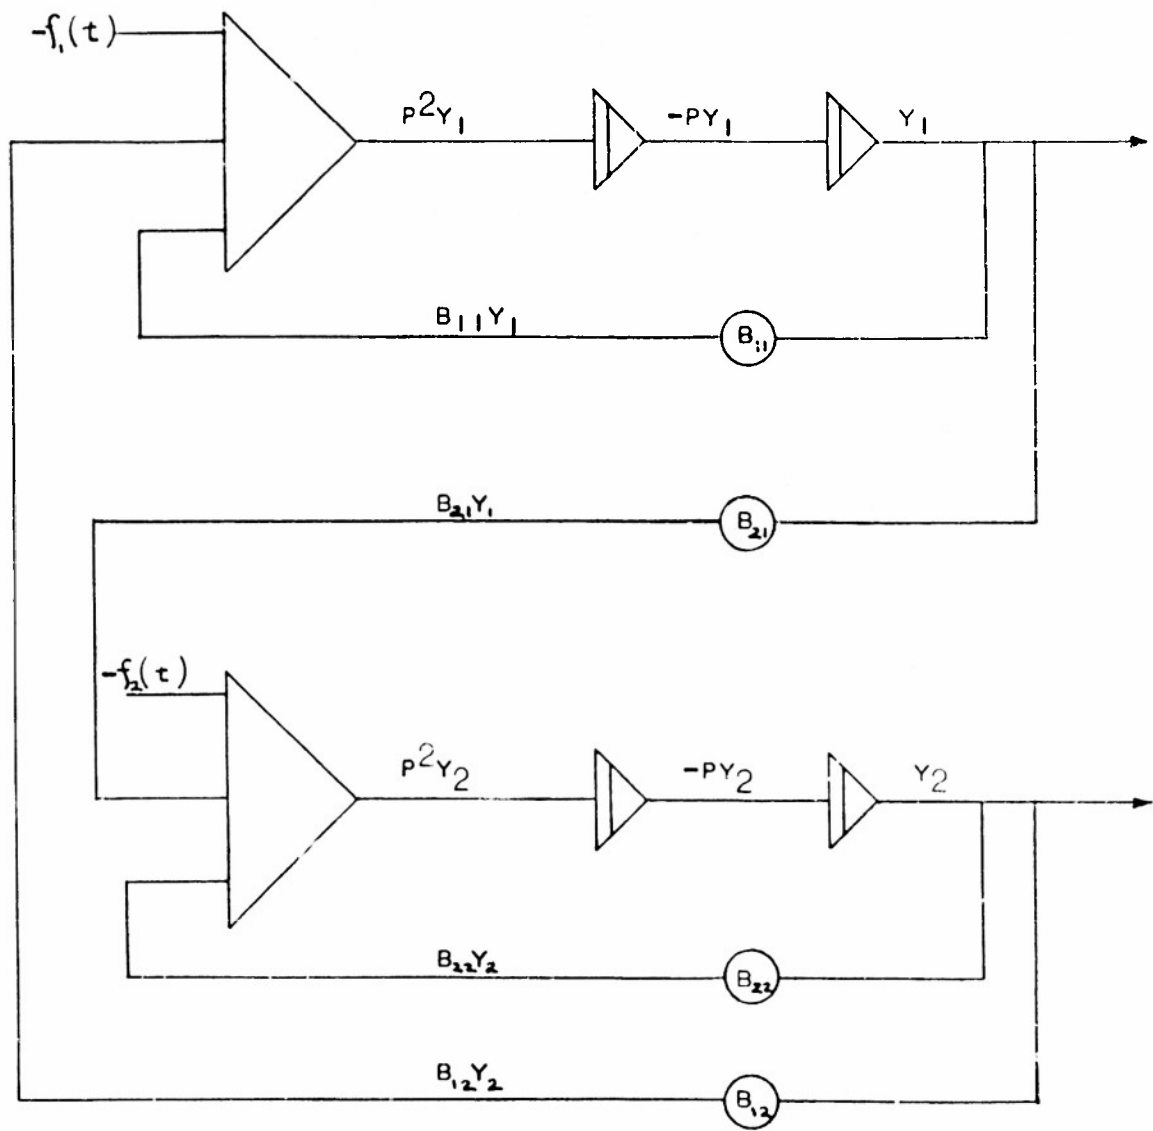 -f₁(t)
P²Y₁
-PY₁
Y₁
B₁₁Y₁
B₁₁
B₂₁Y₁
B₂₁
-f₂(t)
P²Y₂
-PY₂
Y₂
B₂₂Y₂
B₂₂
B₁₂Y₂
B₁₂